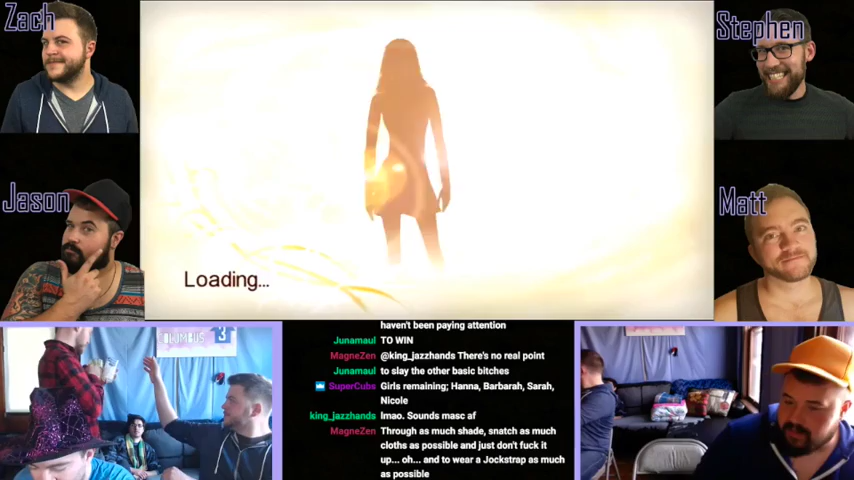 Zach
Stephen
Jason
Matt
Loading...
haven't been paying attention
Junamaul TO WIN
MagneZen @king_jazzhands There's no real point
Junamaul to slay the other basic bitches
SuperCubs Girls remaining; Hanna, Barbarah, Sarah,
Nicole
king_jazzhands lmao. Sounds masc af
MagneZen Through as much shade, snatch as much
cloths as possible and just don't fuck it
up... oh... and to wear a Jockstrap as much
as possible
3